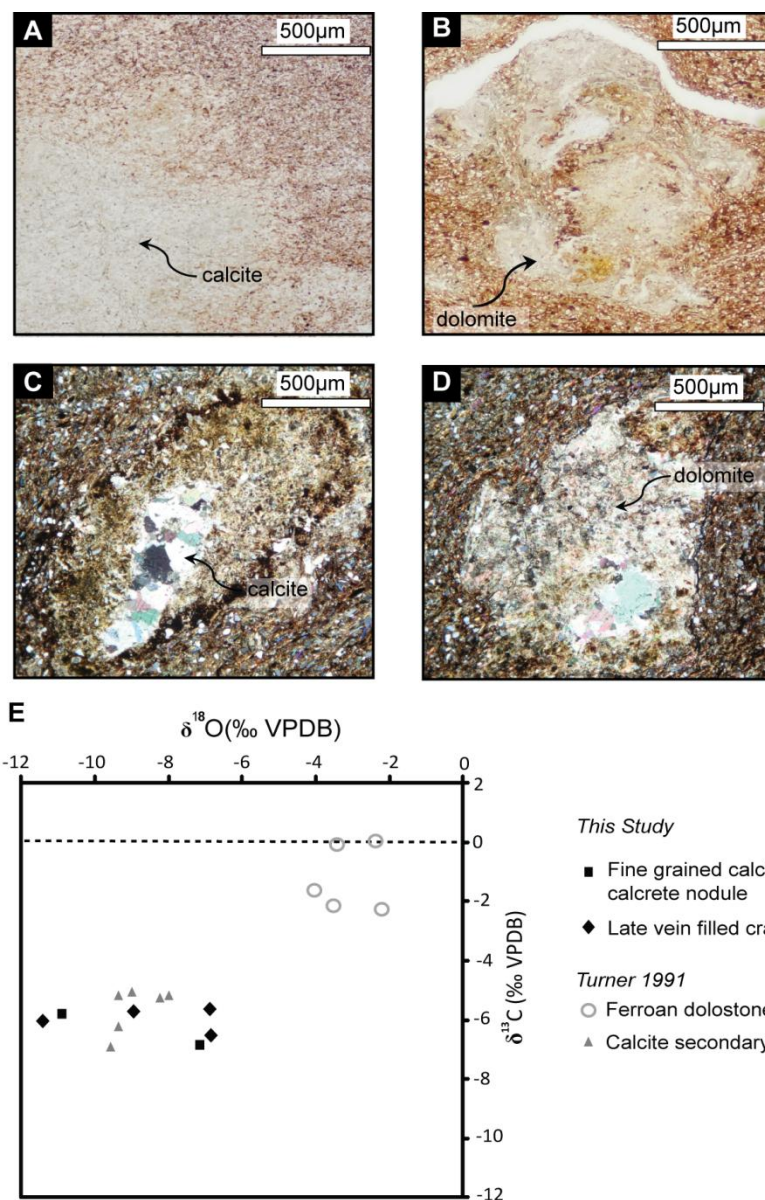 A
500µm
calcite
B
500µm
dolomite
C
500µm
calcite
D
500µm
dolomite
E
δ18O(‰ VPDB)
-12 -10 -8 -6 -4 -2 0
2
0
-2
-4
-6
-8
-10
-12
δ13C (‰ VPDB)
This Study
Fine grained calc
calcrete nodule
Late vein filled cra
Turner 1991
Ferroan dolostone
Calcite secondary